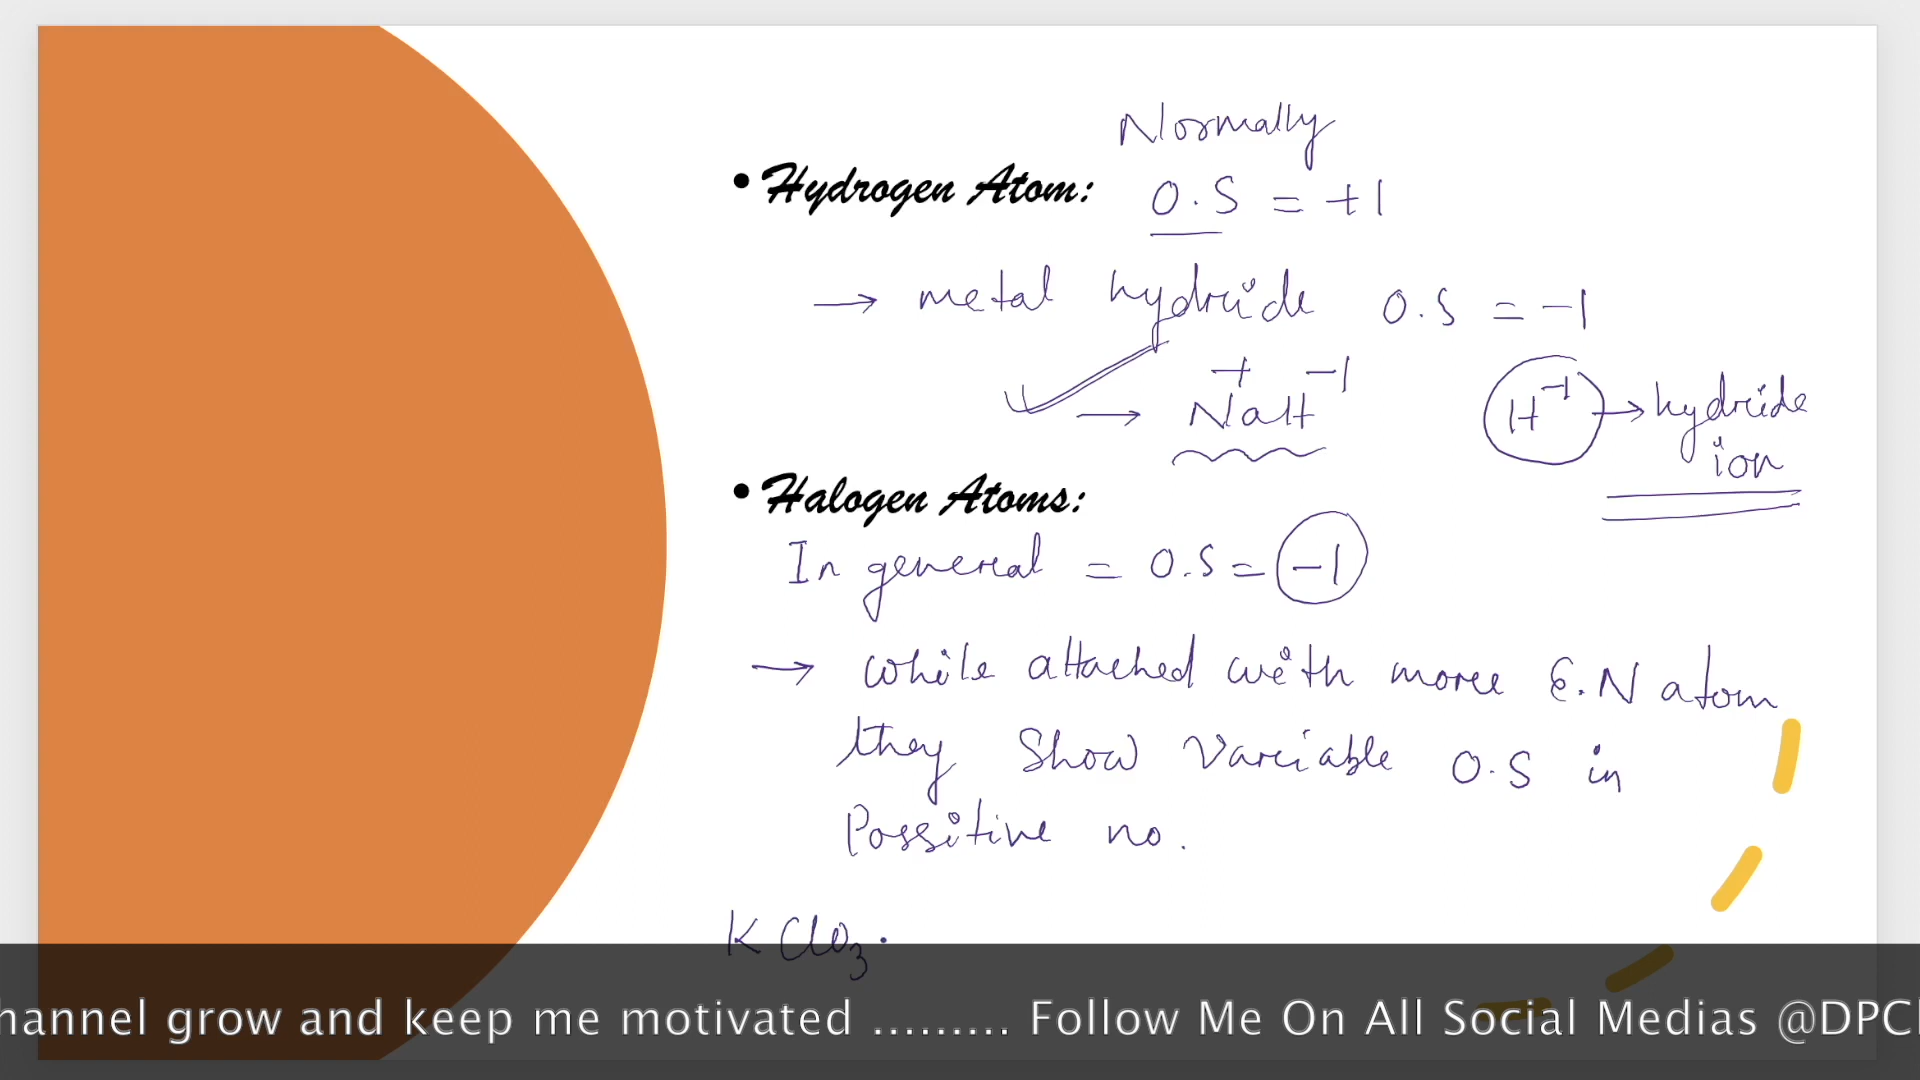 Normally
• Hydrogen Atom: O.S = +1
→ metal hydride O.S = -1
+ -1
→ NaH H⁻¹ → hydride
ion
• Halogen Atoms:
In general = O.S = -1
→ while attached with more E.N atom
they Show Variable O.S in
Possitive no.
KClO₃.
hannel grow and keep me motivated ......... Follow Me On All Social Medias @DPC